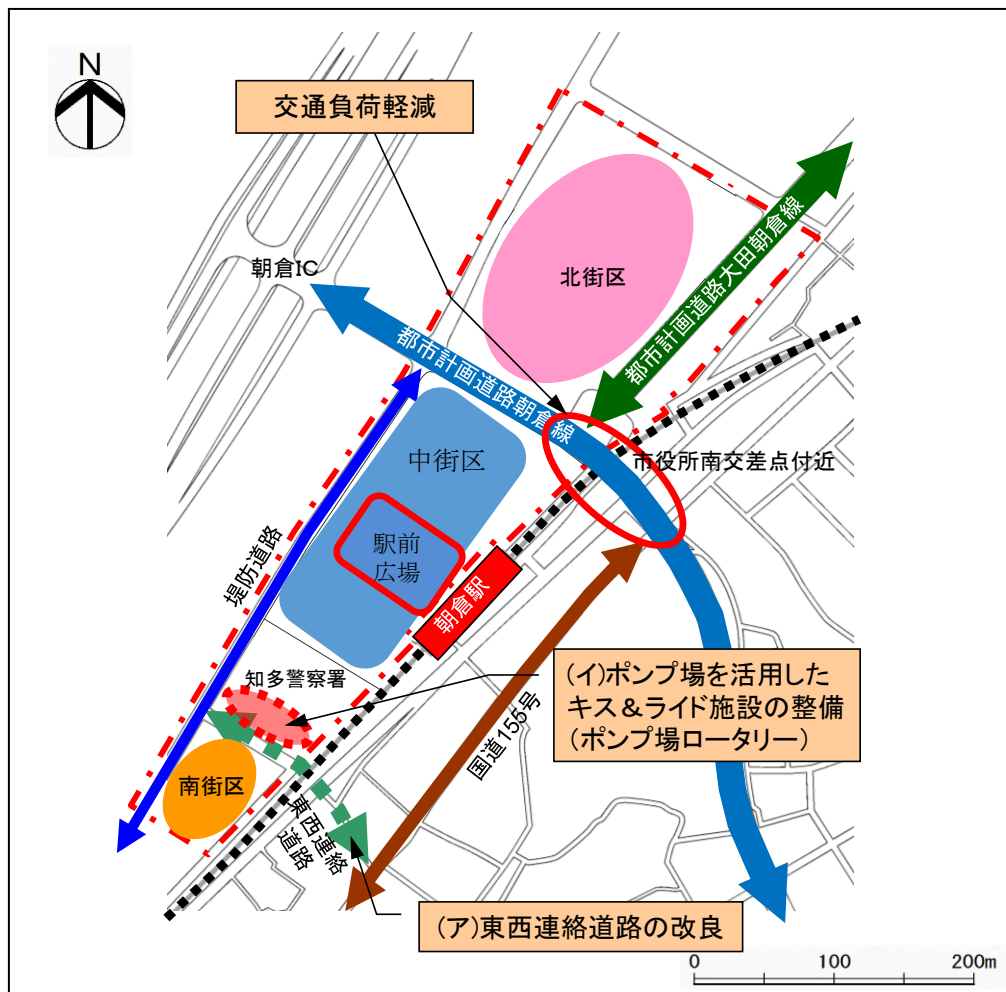 N
交通負荷軽減
朝倉IC
北街区
都市計画道路大田朝倉線
都市計画道路朝倉線
中街区
市役所南交差点付近
駅前
広場
堤防道路
朝倉駅
知多警察署
(イ)ポンプ場を活用した
キス＆ライド施設の整備
(ポンプ場ロータリー)
国道155号
南街区
東西連絡
道路
(ア)東西連絡道路の改良
0 100 200m